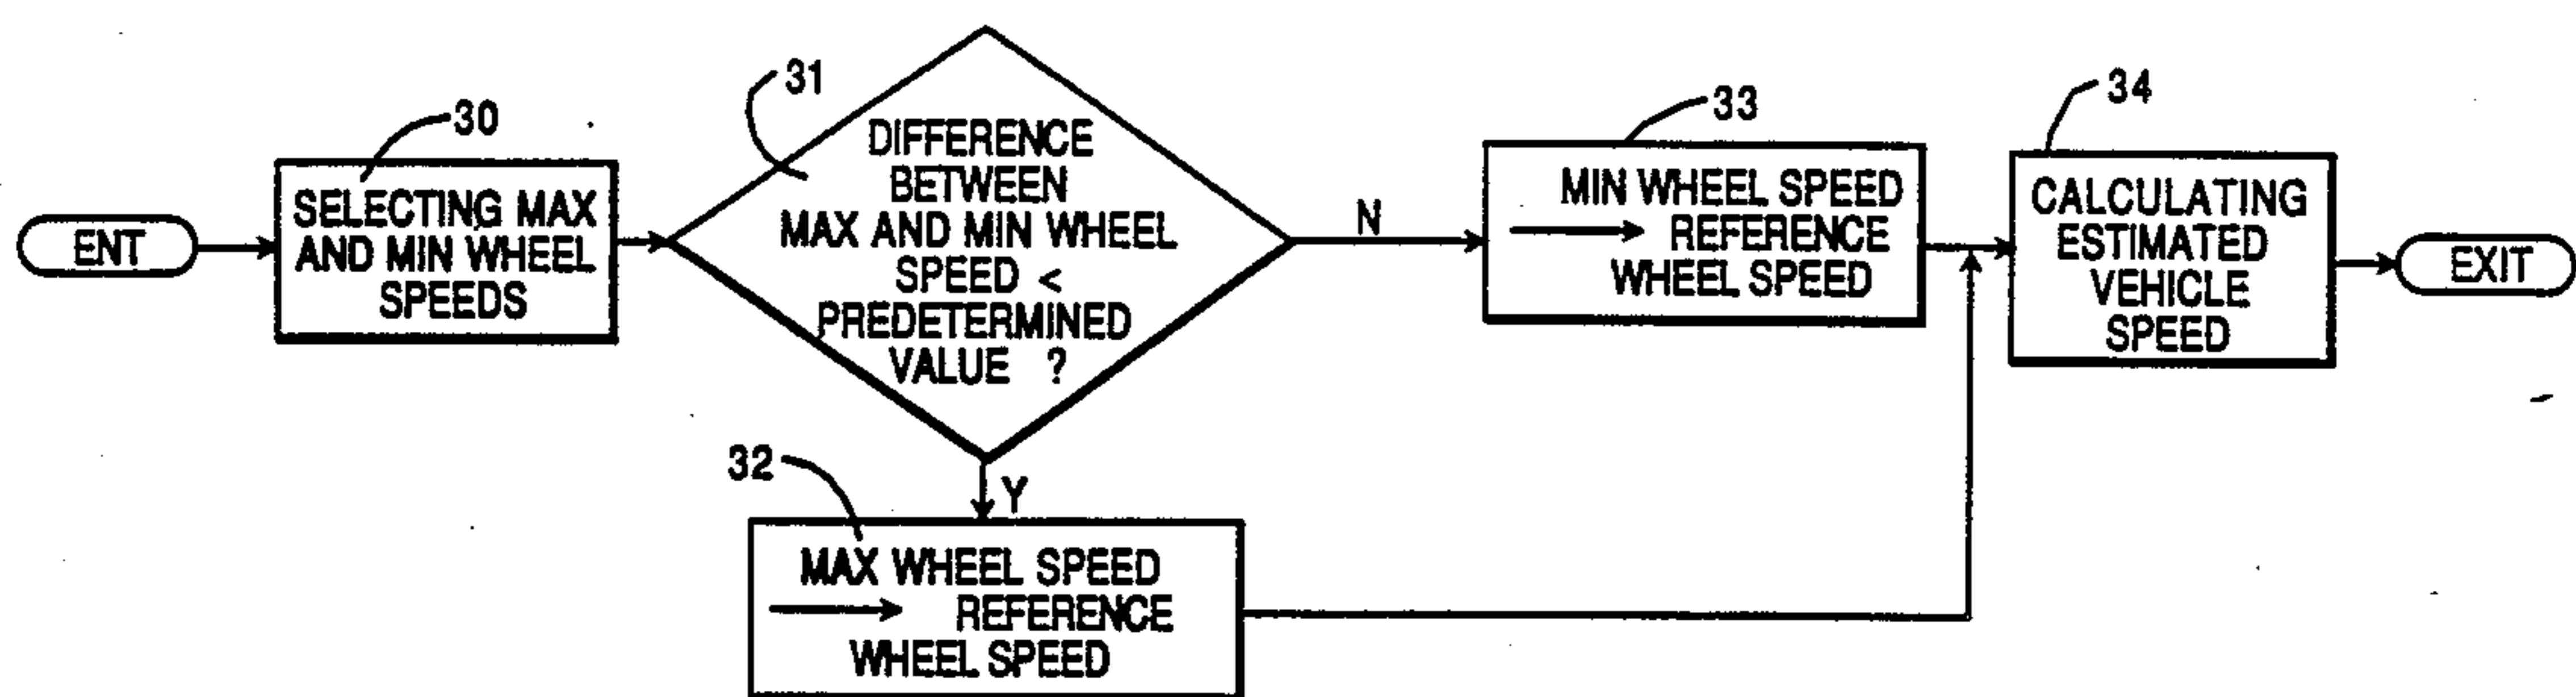 ENT
30
SELECTING MAX
AND MIN WHEEL
SPEEDS
31
DIFFERENCE
BETWEEN
MAX AND MIN WHEEL
SPEED <
PREDETERMINED
VALUE ?
N
Y
32
MAX WHEEL SPEED
→ REFERENCE
WHEEL SPEED
33
MIN WHEEL SPEED
→ REFERENCE
WHEEL SPEED
34
CALCULATING
ESTIMATED
VEHICLE
SPEED
EXIT